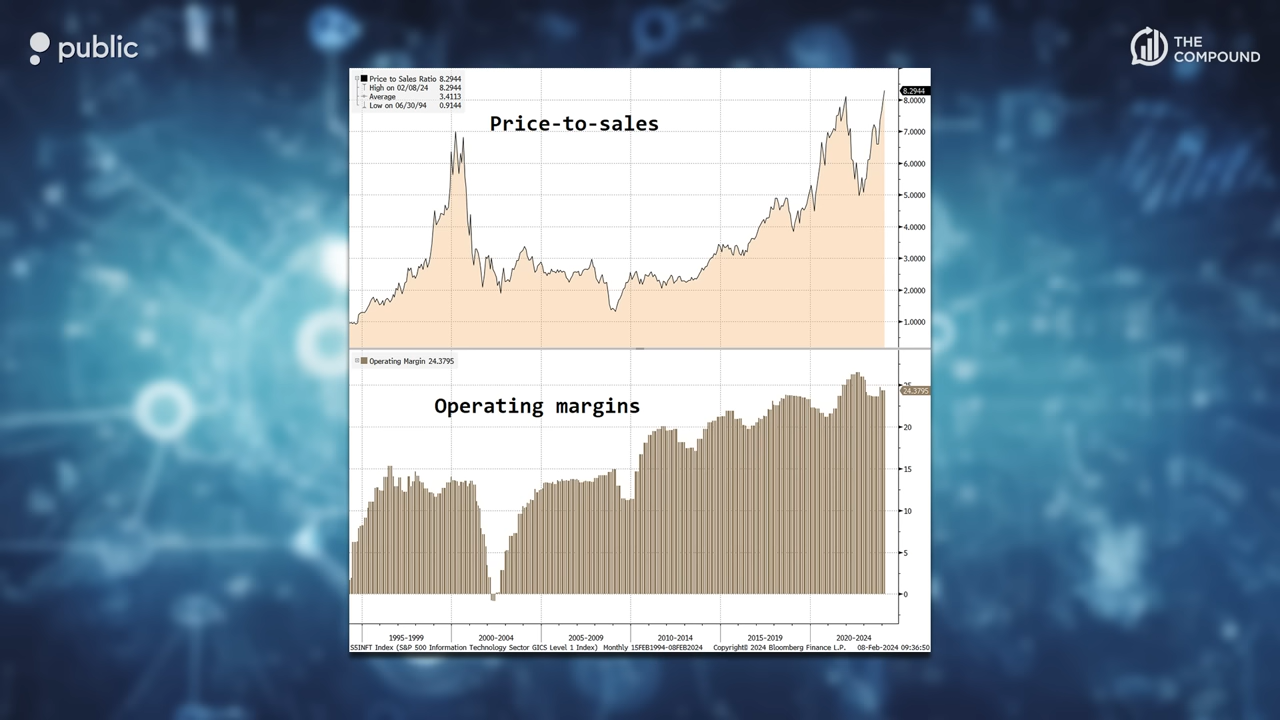 public
THE
COMPOUND
Price to Sales Ratio 8.2944
High on 02/08/24 8.2944
Average 3.4113
Low on 06/30/94 0.9144
Price-to-sales
8.2944
8.0000
7.0000
6.0000
5.0000
4.0000
3.0000
2.0000
1.0000
Operating Margin 24.3795
Operating margins
25
24.3795
20
15
10
5
0
1995-1999 2000-2004 2005-2009 2010-2014 2015-2019 2020-2024
S5INFT Index (S&P 500 Information Technology Sector GICS Level 1 Index) Monthly 15FEB1994-08FEB2024 Copyright© 2024 Bloomberg Finance L.P. 08-Feb-2024 09:36:50